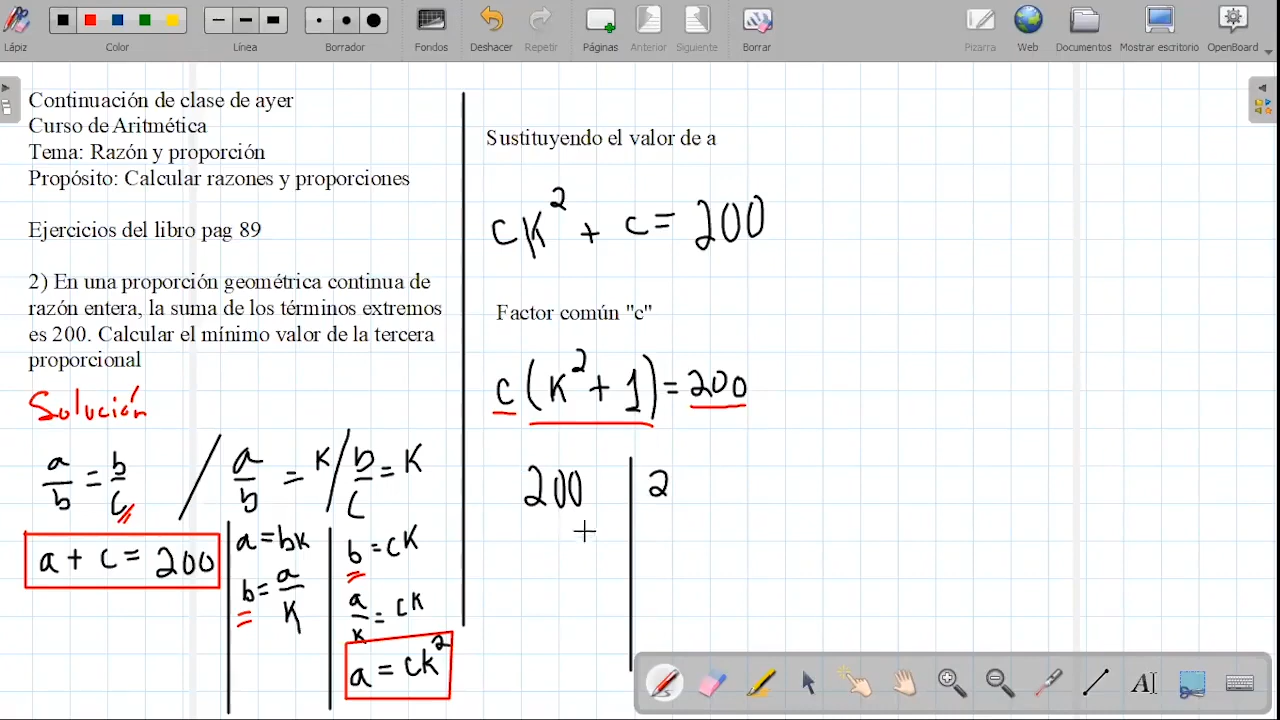 Lápiz
Color
Línea
Borrador
Fondos
Deshacer
Repetir
Páginas
Anterior
Siguiente
Borrar
Pizarra
Web
Documentos
Mostrar escritorio
OpenBoard
Continuación de clase de ayer
Curso de Aritmética
Tema: Razón y proporción
Propósito: Calcular razones y proporciones
Ejercicios del libro pag 89
2) En una proporción geométrica continua de
razón entera, la suma de los términos extremos
es 200. Calcular el mínimo valor de la tercera
proporcional
Solución
a/b = b/c / a/b = K / b/c = K
a + c = 200
a = bK
b = a/K
b = cK
a/K = cK
a = cK²
Sustituyendo el valor de a
cK² + c = 200
Factor común "c"
c (K² + 1) = 200
200 | 2